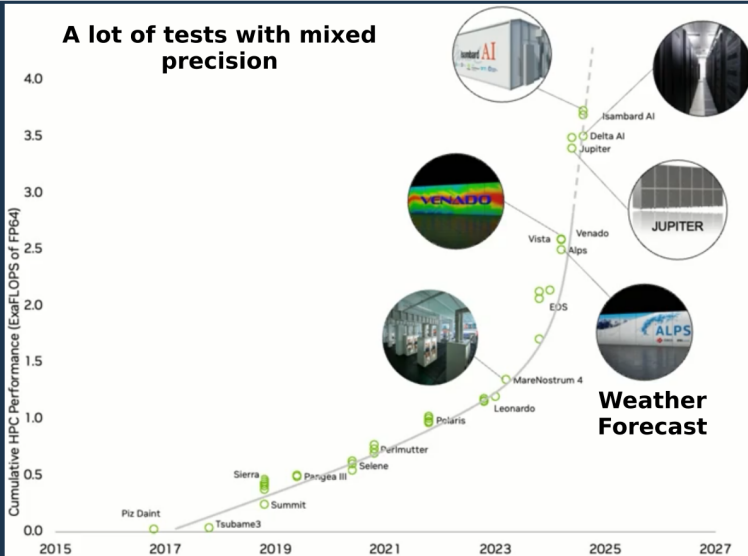 A lot of tests with mixed
precision
Cumulative HPC Performance (ExaFLOPS of FP64)
4.0
3.5
3.0
2.5
2.0
1.5
1.0
0.5
0.0
2015
2017
2019
2021
2023
2025
2027
AI
Isambard AI
Delta AI
Jupiter
JUPITER
VENADO
Vista
Venado
Alps
EOS
ALPS
MareNostrum 4
Weather
Forecast
Leonardo
Polaris
Perlmutter
Selene
Sierra
Pangea III
Summit
Piz Daint
Tsubame3